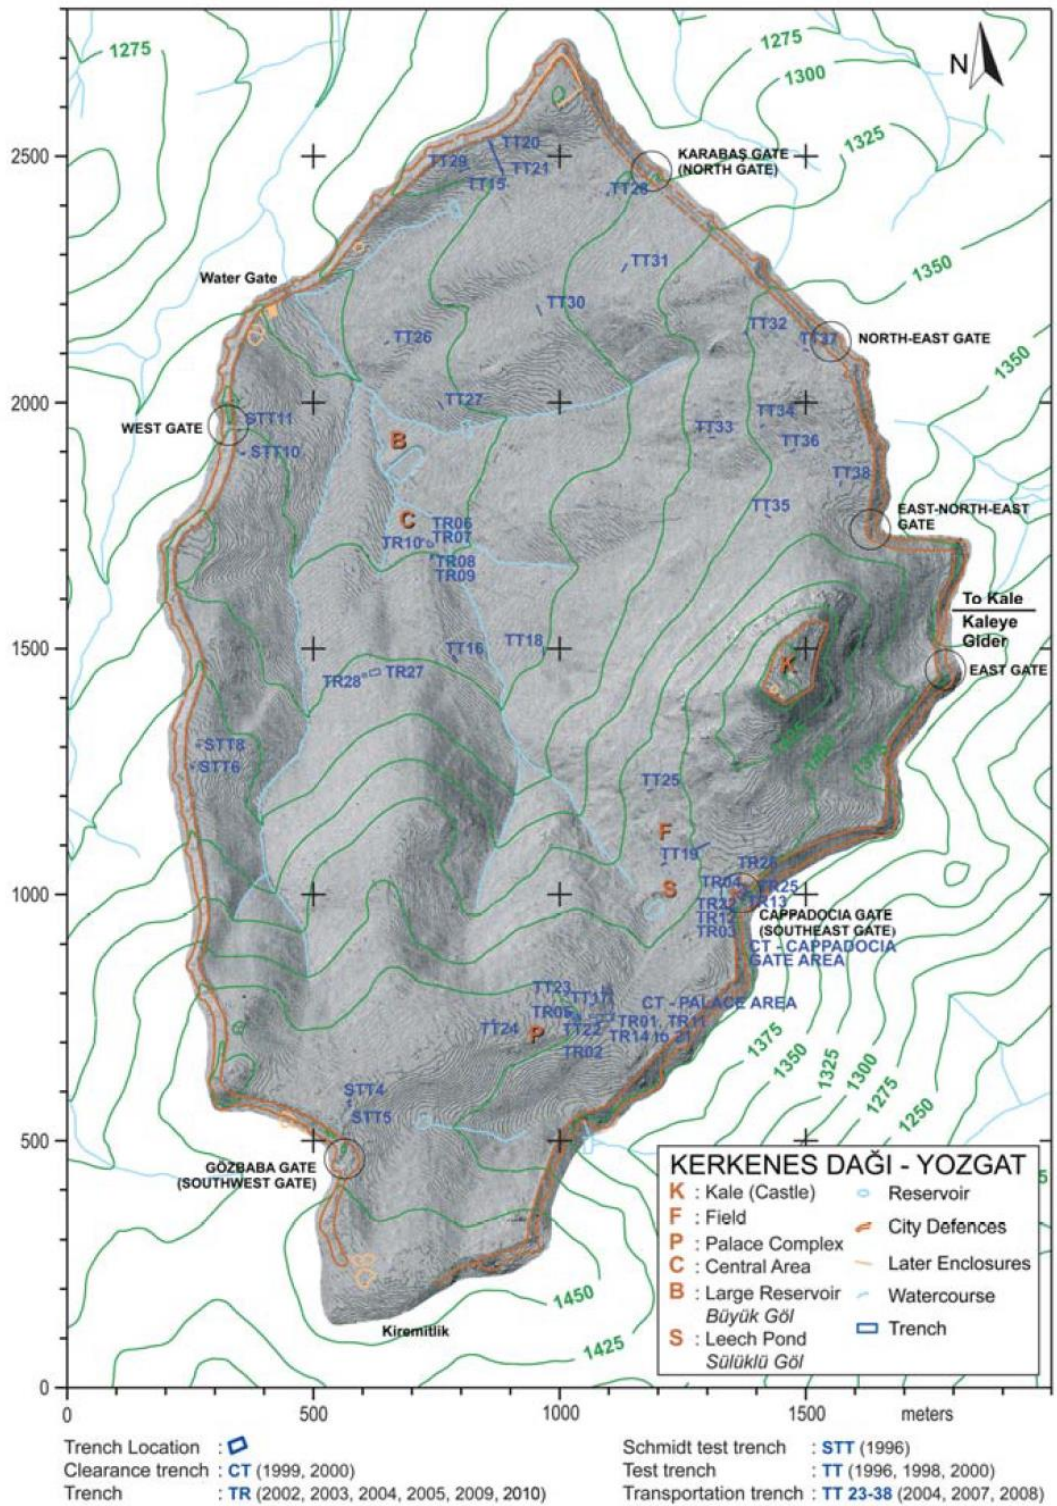 1275
1275
1300
1325
N
2500
TT20
TT29
TT21
TT15
KARABAŞ GATE
(NORTH GATE)
TT28
1350
TT31
Water Gate
TT30
TT32
TT26
TT37
NORTH-EAST GATE
1350
2000
TT27
STT11
WEST GATE
TT34
TT33
B
TT36
STT10
TT38
TT35
EAST-NORTH-EAST
GATE
C
TR06
TR07
TR10
TR08
TR09
To Kale
Kaleye
Gider
1500
TT16
TT18
K
EAST GATE
TR28
TR27
STT8
STT6
TT25
F
TT19
TR26
S
TR04
TR25
1000
TR22
TR13
TR12
TR03
CAPPADOCIA GATE
(SOUTHEAST GATE)
CT - CAPPADOCIA
GATE AREA
TT23
TT17
CT - PALACE AREA
TR05
TR01, TR11
TT24
TT22
P
TR14 to 21
TR02
1375
1350
1325
1300
1275
1250
STT4
STT5
500
GÖZBABA GATE
(SOUTHWEST GATE)
KERKENES DAĞI - YOZGAT
K : Kale (Castle)
F : Field
P : Palace Complex
C : Central Area
B : Large Reservoir
Büyük Göl
S : Leech Pond
Sülüklü Göl
Reservoir
City Defences
Later Enclosures
Watercourse
Trench
1450
Kiremitlik
1425
0
0 500 1000 1500 meters
Trench Location :
Clearance trench : CT (1999, 2000)
Trench : TR (2002, 2003, 2004, 2005, 2009, 2010)
Schmidt test trench : STT (1996)
Test trench : TT (1996, 1998, 2000)
Transportation trench : TT 23-38 (2004, 2007, 2008)